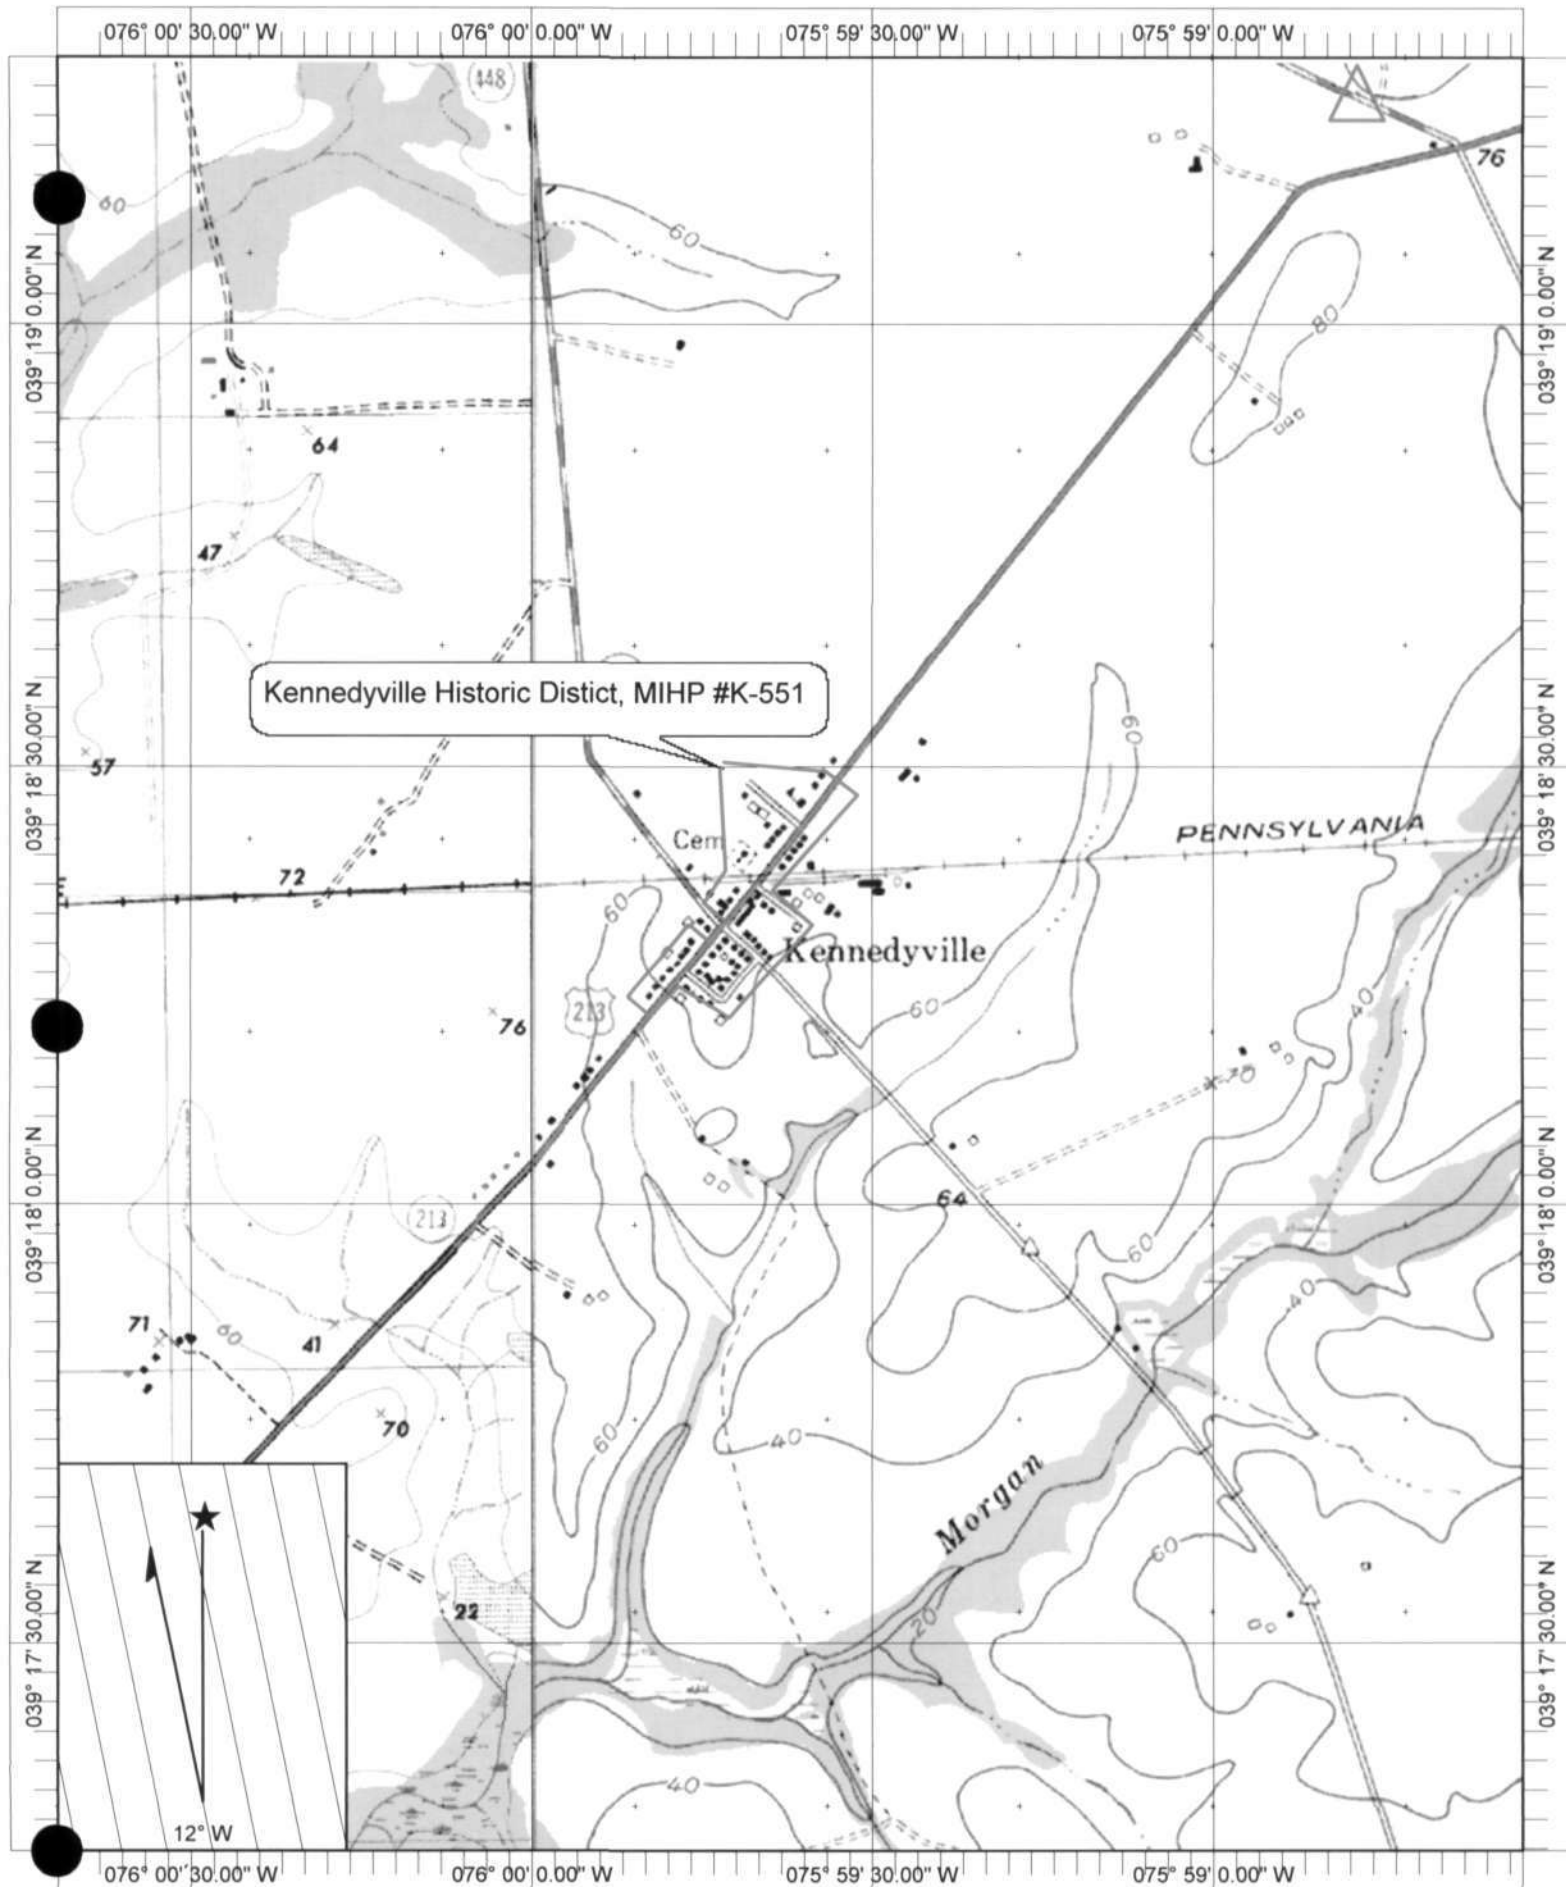 076° 00' 30.00" W
076° 00' 0.00" W
075° 59' 30.00" W
075° 59' 0.00" W
448
76
60
60
039° 19' 0.00" N
039° 19' 0.00" N
80
64
47
Kennedyville Historic Distict, MIHP #K-551
039° 18' 30.00" N
039° 18' 30.00" N
57
60
PENNSYLVANIA
Cem
72
60
Kennedyville
60
40
213
76
70
039° 18' 0.00" N
039° 18' 0.00" N
64
213
60
40
71
60
41
70
60
40
Morgan
60
22
20
039° 17' 30.00" N
039° 17' 30.00" N
40
12° W
076° 00' 30.00" W
076° 00' 0.00" W
075° 59' 30.00" W
075° 59' 0.00" W